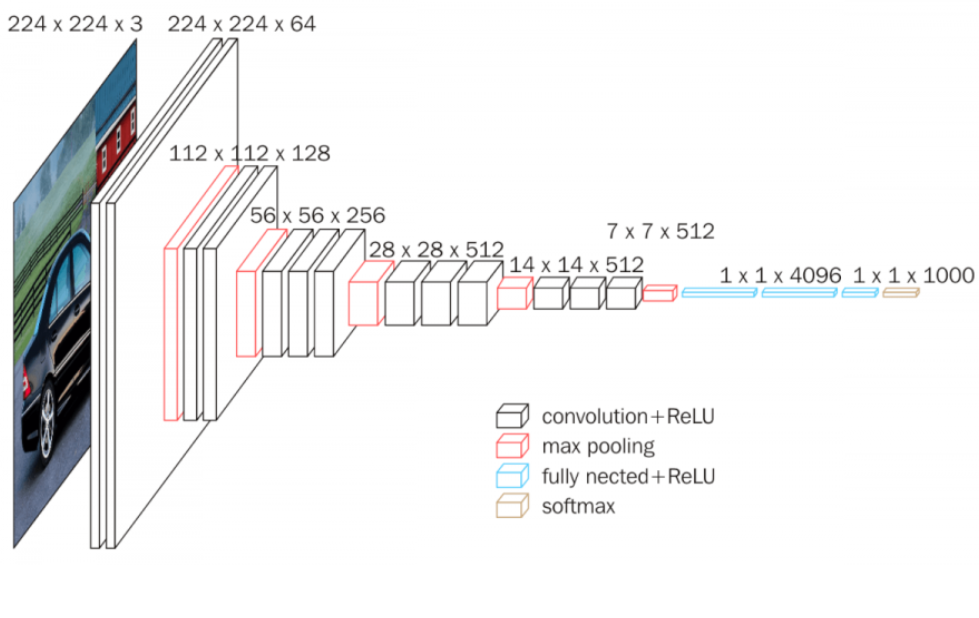 224 x 224 x 3
224 x 224 x 64
112 x 112 x 128
56 x 56 x 256
28 x 28 x 512
14 x 14 x 512
7 x 7 x 512
1 x 1 x 4096
1 x 1 x 1000
convolution+ReLU
max pooling
fully nected+ReLU
softmax